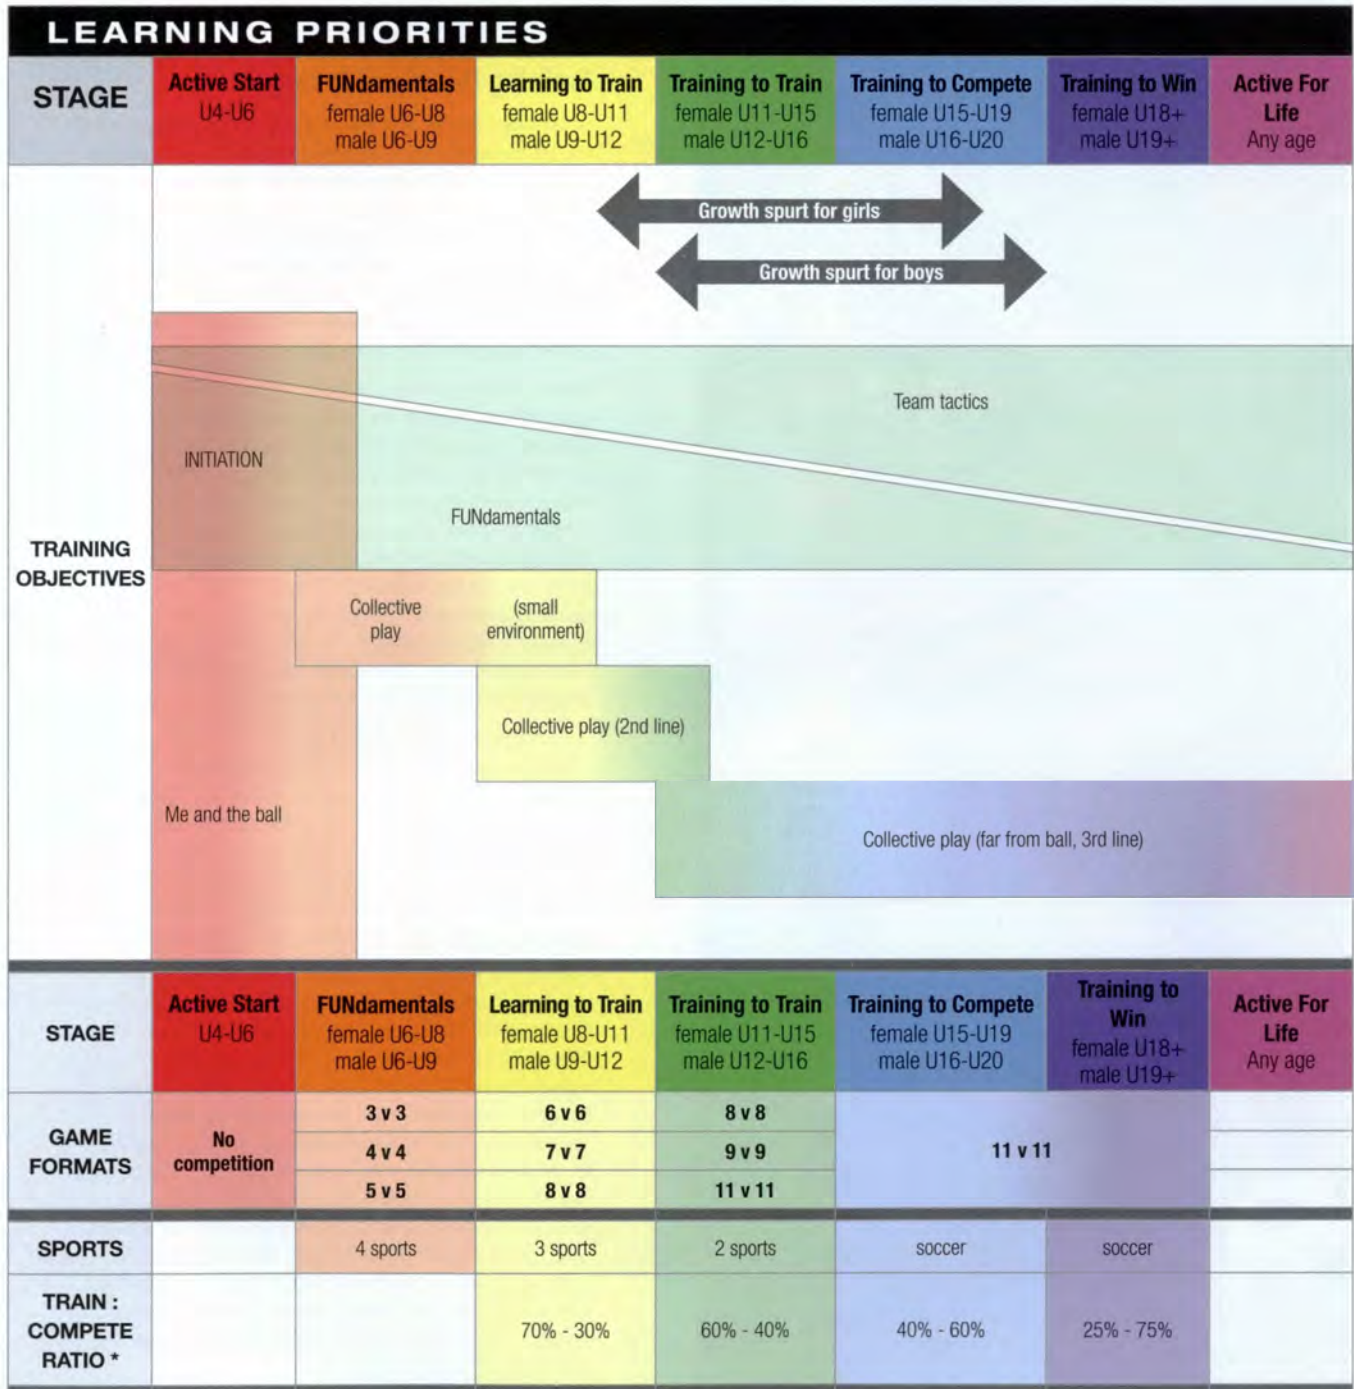 LEARNING PRIORITIES
STAGE
Active Start
U4-U6
FUNdamentals
female U6-U8
male U6-U9
Learning to Train
female U8-U11
male U9-U12
Training to Train
female U11-U15
male U12-U16
Training to Compete
female U15-U19
male U16-U20
Training to Win
female U18+
male U19+
Active For
Life
Any age
Growth spurt for girls
Growth spurt for boys
Team tactics
INITIATION
FUNdamentals
TRAINING
OBJECTIVES
Collective
play
(small
environment)
Collective play (2nd line)
Me and the ball
Collective play (far from ball, 3rd line)
STAGE
Active Start
U4-U6
FUNdamentals
female U6-U8
male U6-U9
Learning to Train
female U8-U11
male U9-U12
Training to Train
female U11-U15
male U12-U16
Training to Compete
female U15-U19
male U16-U20
Training to
Win
female U18+
male U19+
Active For
Life
Any age
GAME
FORMATS
No
competition
3 v 3
4 v 4
5 v 5
6 v 6
7 v 7
8 v 8
8 v 8
9 v 9
11 v 11
11 v 11
SPORTS
4 sports
3 sports
2 sports
soccer
soccer
TRAIN :
COMPETE
RATIO *
70% - 30%
60% - 40%
40% - 60%
25% - 75%